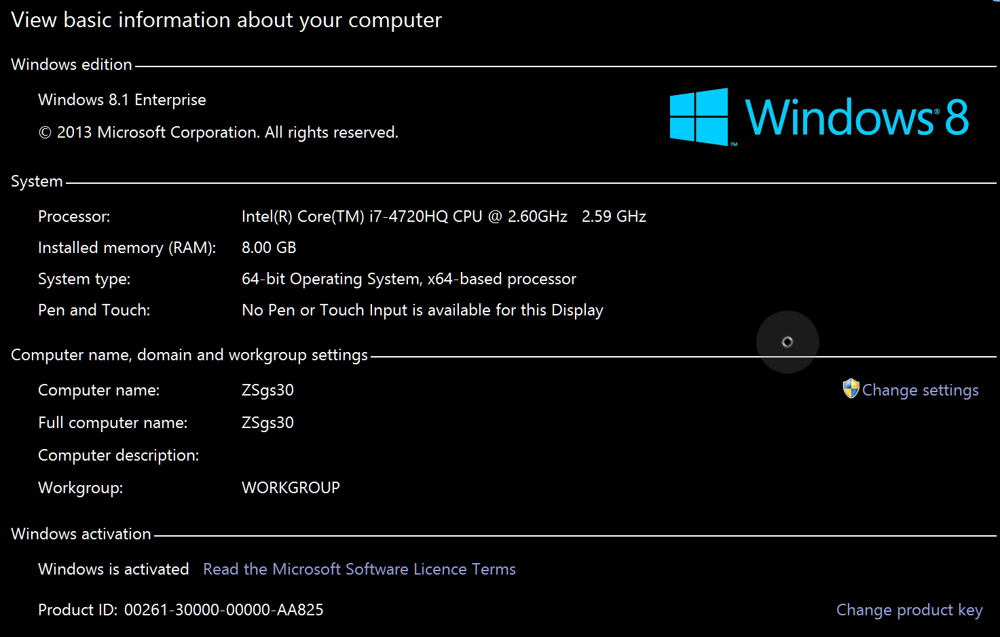 View basic information about your computer
Windows edition
Windows 8.1 Enterprise
© 2013 Microsoft Corporation. All rights reserved.
™ Windows® 8
System
Processor: Intel(R) Core(TM) i7-4720HQ CPU @ 2.60GHz 2.59 GHz
Installed memory (RAM): 8.00 GB
System type: 64-bit Operating System, x64-based processor
Pen and Touch: No Pen or Touch Input is available for this Display
Computer name, domain and workgroup settings
Computer name: ZSgs30 Change settings
Full computer name: ZSgs30
Computer description:
Workgroup: WORKGROUP
Windows activation
Windows is activated Read the Microsoft Software Licence Terms
Product ID: 00261-30000-00000-AA825 Change product key